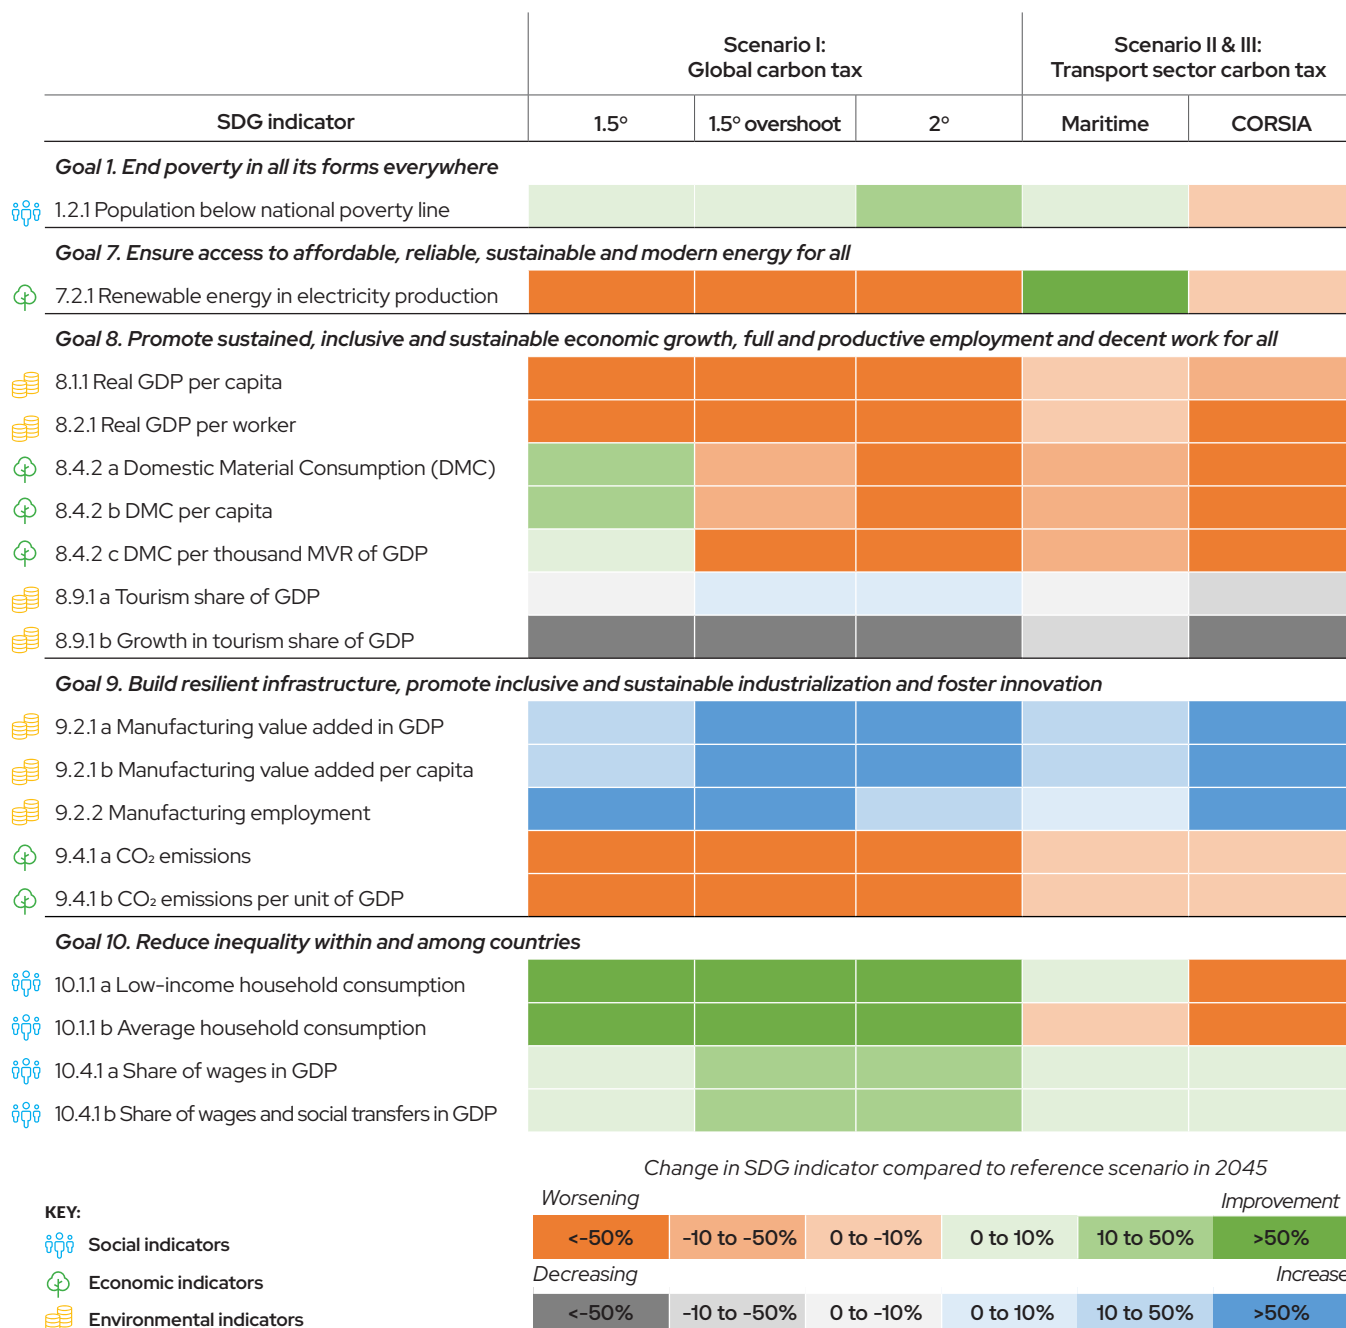 Scenario I:
Global carbon tax
Scenario II & III:
Transport sector carbon tax
SDG indicator 1.5° 1.5° overshoot 2° Maritime CORSIA
Goal 1. End poverty in all its forms everywhere
1.2.1 Population below national poverty line
Goal 7. Ensure access to affordable, reliable, sustainable and modern energy for all
7.2.1 Renewable energy in electricity production
Goal 8. Promote sustained, inclusive and sustainable economic growth, full and productive employment and decent work for all
8.1.1 Real GDP per capita
8.2.1 Real GDP per worker
8.4.2 a Domestic Material Consumption (DMC)
8.4.2 b DMC per capita
8.4.2 c DMC per thousand MVR of GDP
8.9.1 a Tourism share of GDP
8.9.1 b Growth in tourism share of GDP
Goal 9. Build resilient infrastructure, promote inclusive and sustainable industrialization and foster innovation
9.2.1 a Manufacturing value added in GDP
9.2.1 b Manufacturing value added per capita
9.2.2 Manufacturing employment
9.4.1 a CO₂ emissions
9.4.1 b CO₂ emissions per unit of GDP
Goal 10. Reduce inequality within and among countries
10.1.1 a Low-income household consumption
10.1.1 b Average household consumption
10.4.1 a Share of wages in GDP
10.4.1 b Share of wages and social transfers in GDP
Change in SDG indicator compared to reference scenario in 2045
Worsening Improvement
<-50% -10 to -50% 0 to -10% 0 to 10% 10 to 50% >50%
Decreasing Increase
<-50% -10 to -50% 0 to -10% 0 to 10% 10 to 50% >50%
KEY:
Social indicators
Economic indicators
Environmental indicators